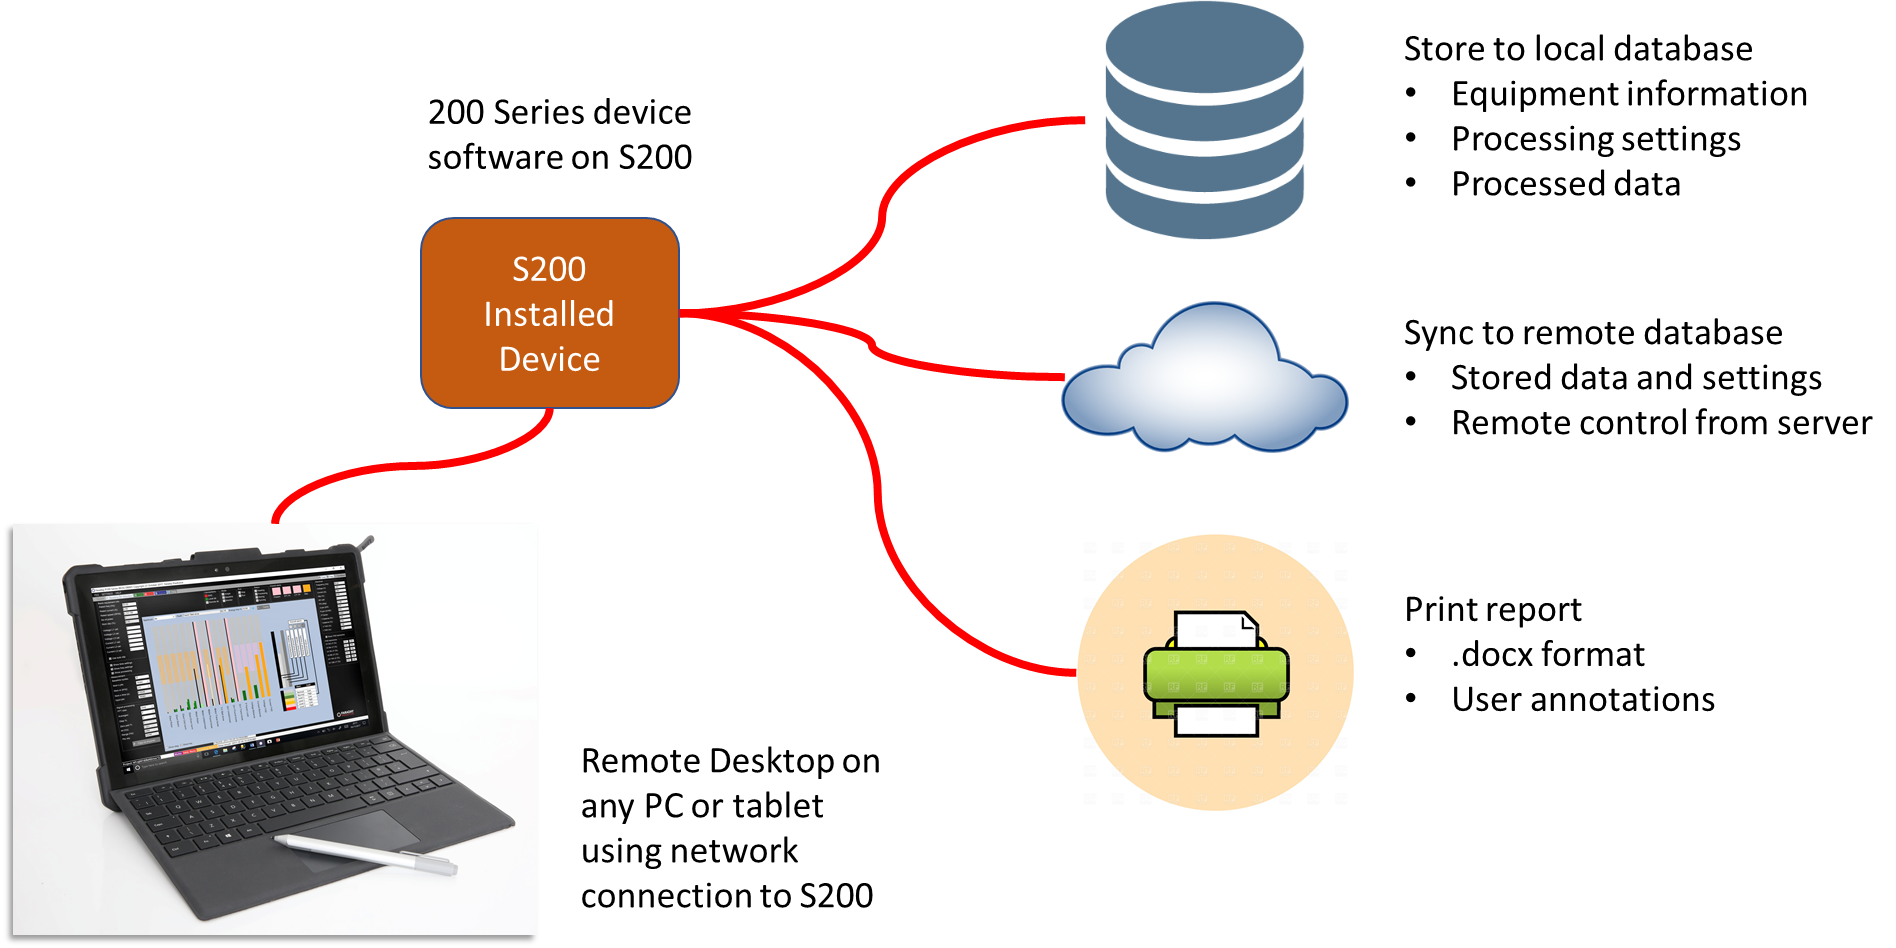 200 Series device
software on S200
S200
Installed
Device
Store to local database
• Equipment information
• Processing settings
• Processed data
Sync to remote database
• Stored data and settings
• Remote control from server
Print report
• .docx format
• User annotations
Remote Desktop on
any PC or tablet
using network
connection to S200